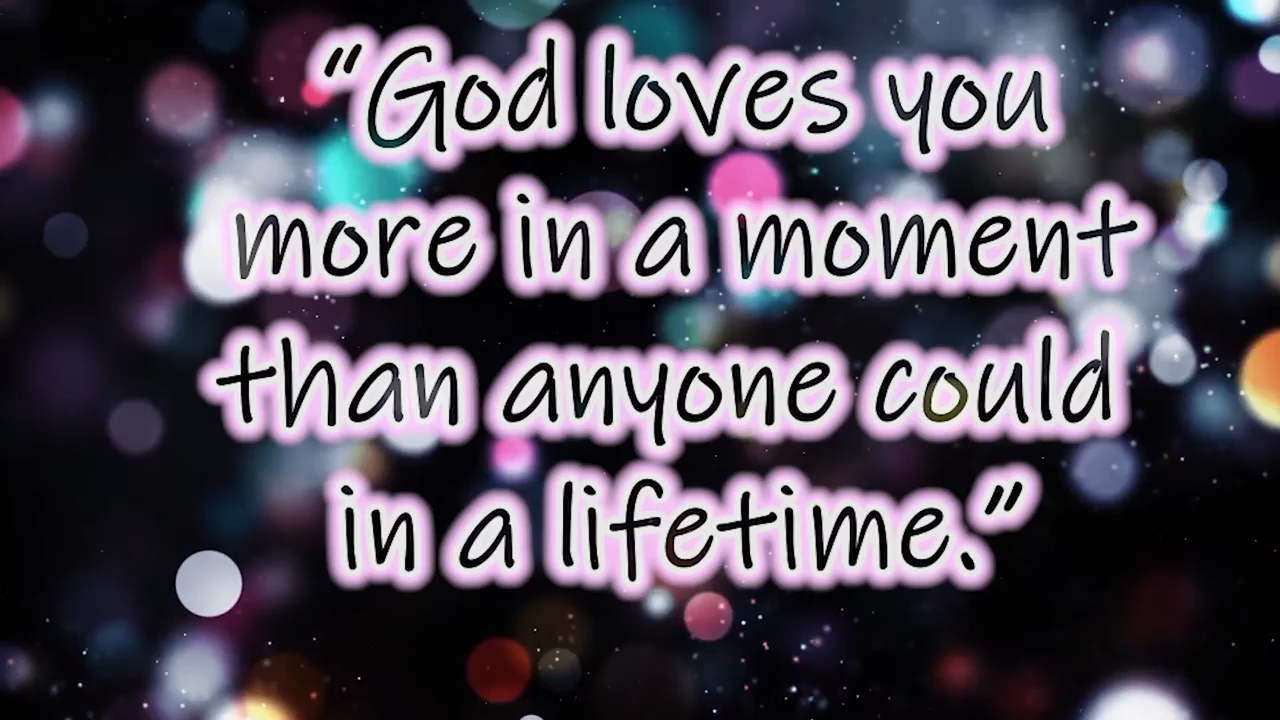 “God loves you
more in a moment
than anyone could
in a lifetime.”